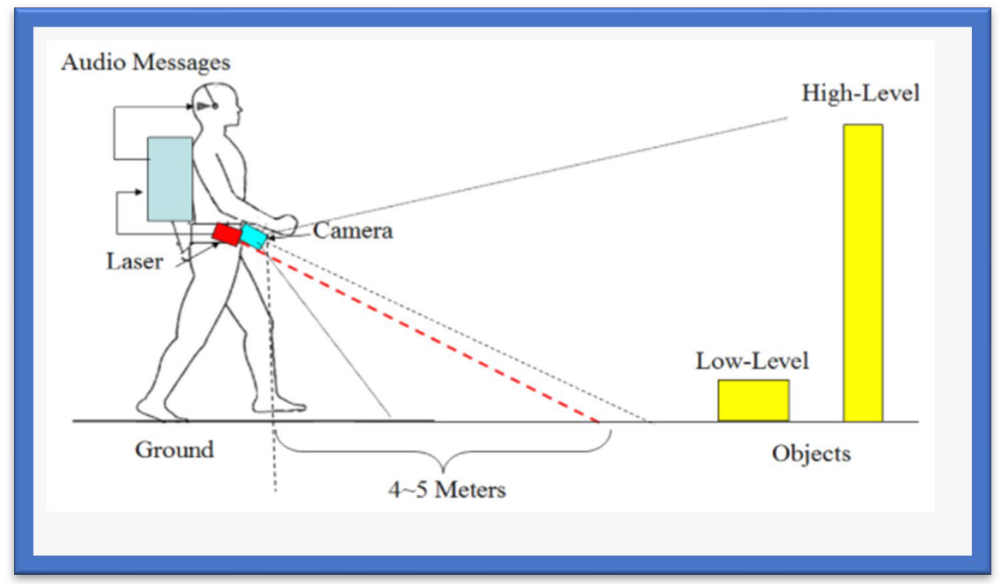 Audio Messages
High-Level
Camera
Laser
Low-Level
Ground
Objects
4~5 Meters